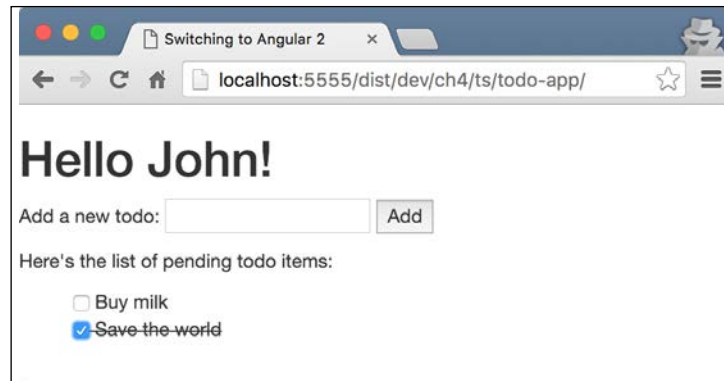 Switching to Angular 2
localhost:5555/dist/dev/ch4/ts/todo-app/
Hello John!
Add a new todo:
Add
Here's the list of pending todo items:
Buy milk
Save the world